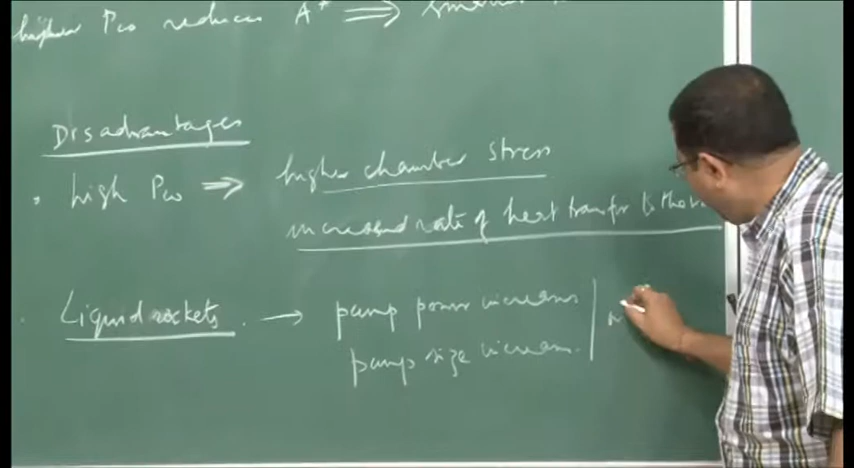 higher Pco reduces A* ⇒ smaller
Disadvantages
• high Pco ⇒ higher chamber stress
increased rate of heat transfer to the
Liquid rockets → pump power increases
pump size increases